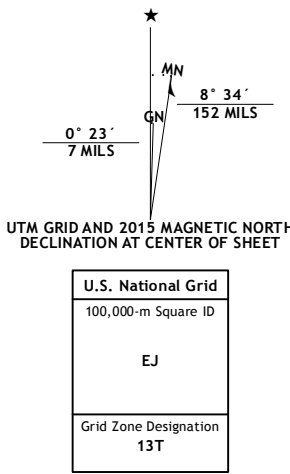 ★
MN
8° 34´
152 MILS
GN
0° 23´
7 MILS
UTM GRID AND 2015 MAGNETIC NORTH
DECLINATION AT CENTER OF SHEET
U.S. National Grid
100,000-m Square ID
EJ
Grid Zone Designation
13T